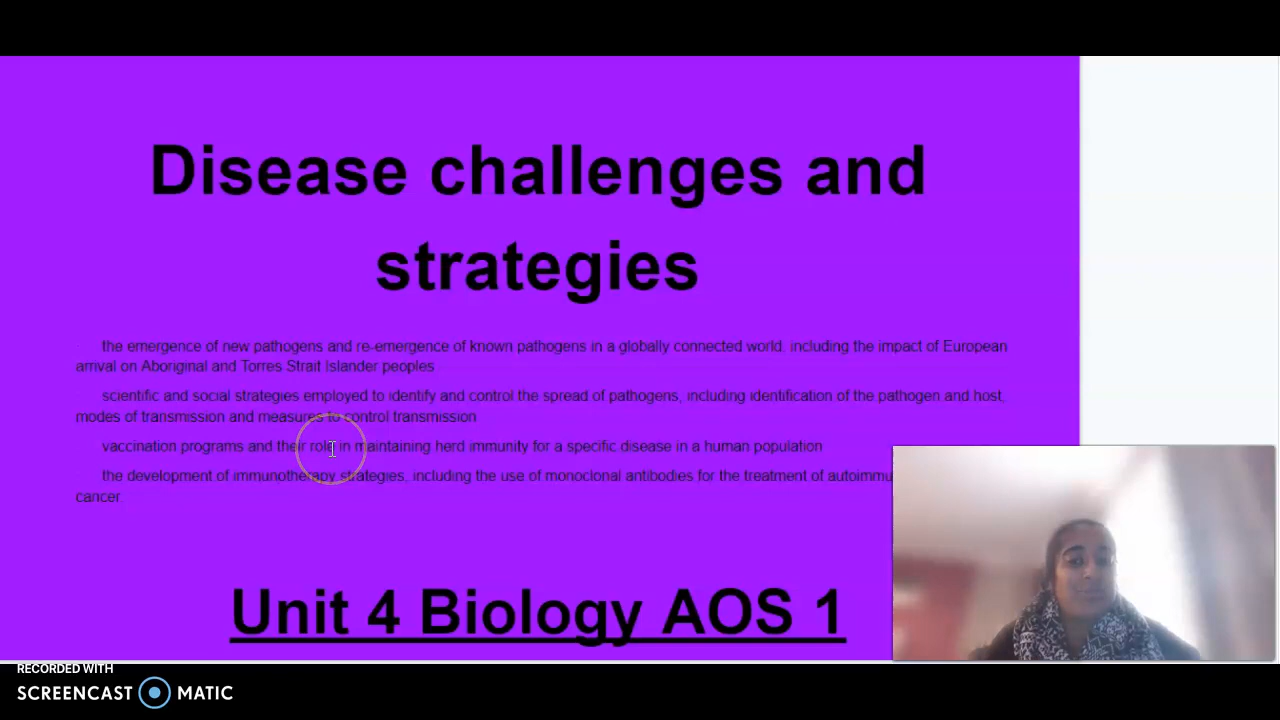 Disease challenges and
strategies
the emergence of new pathogens and re-emergence of known pathogens in a globally connected world, including the impact of European
arrival on Aboriginal and Torres Strait Islander peoples
scientific and social strategies employed to identify and control the spread of pathogens, including identification of the pathogen and host,
modes of transmission and measures to control transmission
vaccination programs and their role in maintaining herd immunity for a specific disease in a human population
the development of immunotherapy strategies, including the use of monoclonal antibodies for the treatment of autoimmu
cancer.
Unit 4 Biology AOS 1
RECORDED WITH
SCREENCAST MATIC